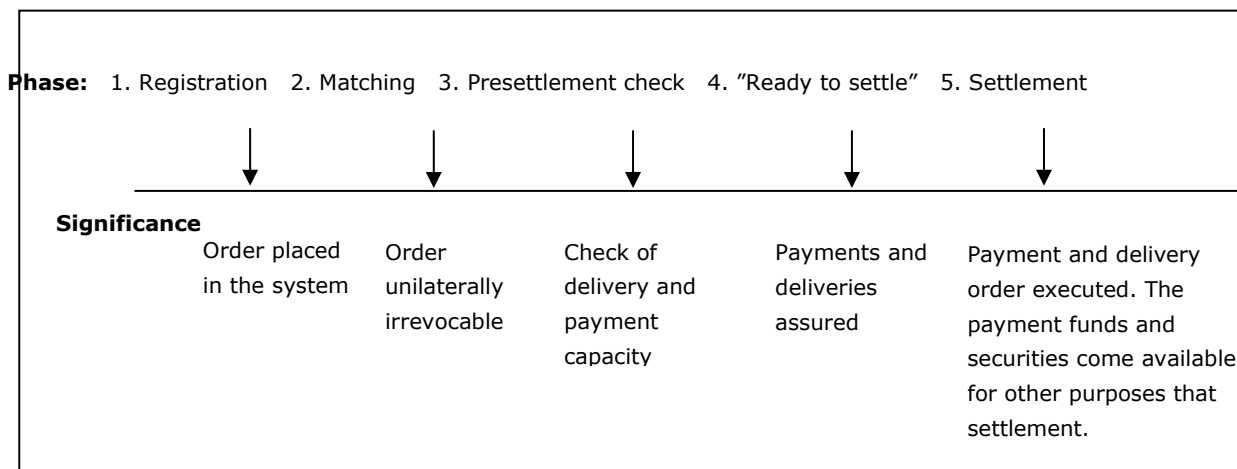 Phase: 1. Registration 2. Matching 3. Presettlement check 4. ”Ready to settle” 5. Settlement
Significance
Order placed
in the system
Order
unilaterally
irrevocable
Check of
delivery and
payment
capacity
Payments and
deliveries
assured
Payment and delivery
order executed. The
payment funds and
securities come available
for other purposes that
settlement.